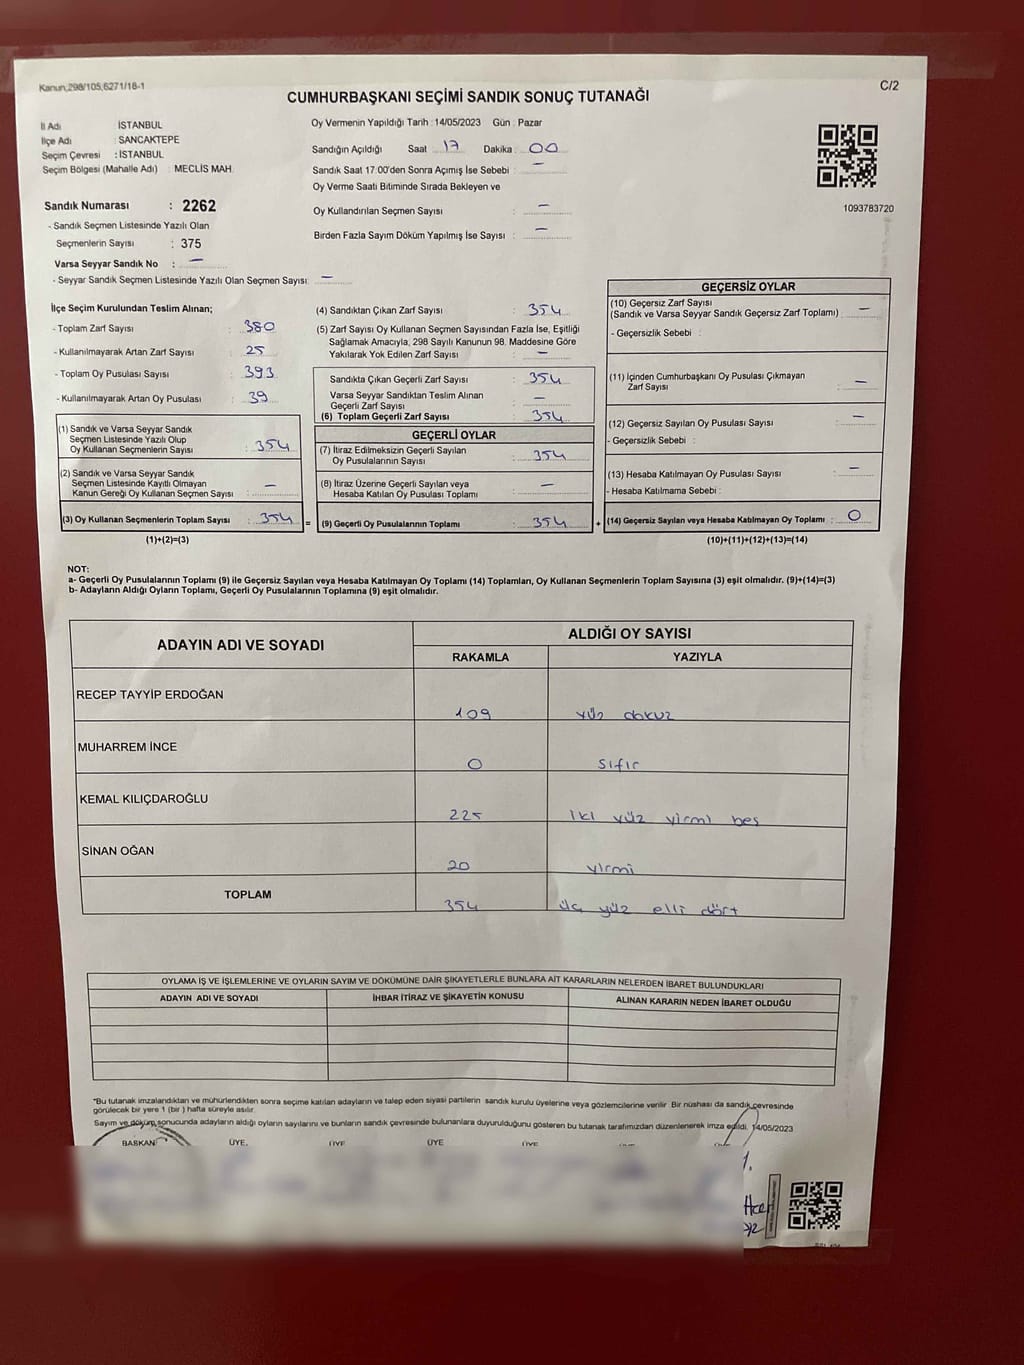 Kanun;298/105,6271/18-1
C/2
CUMHURBAŞKANI SEÇİMİ SANDIK SONUÇ TUTANAĞI
İl Adı : İSTANBUL
İlçe Adı : SANCAKTEPE
Seçim Çevresi : İSTANBUL
Seçim Bölgesi (Mahalle Adı) : MECLİS MAH.
Oy Vermenin Yapıldığı Tarih : 14/05/2023 Gün : Pazar
Sandığın Açıldığı Saat : 17 Dakika : 00
Sandık Saat 17:00'den Sonra Açımış İse Sebebi : —
Oy Verme Saati Bitiminde Sırada Bekleyen ve
Oy Kullandırılan Seçmen Sayısı : —
Birden Fazla Sayım Döküm Yapılmış İse Sayısı : —
1093783720
Sandık Numarası : 2262
- Sandık Seçmen Listesinde Yazılı Olan
Seçmenlerin Sayısı : 375
Varsa Seyyar Sandık No : —
- Seyyar Sandık Seçmen Listesinde Yazılı Olan Seçmen Sayısı: —
İlçe Seçim Kurulundan Teslim Alınan;
- Toplam Zarf Sayısı : 380
- Kullanılmayarak Artan Zarf Sayısı : 25
- Toplam Oy Pusulası Sayısı : 393
- Kullanılmayarak Artan Oy Pusulası : 39
(1) Sandık ve Varsa Seyyar Sandık
Seçmen Listesinde Yazılı Olup
Oy Kullanan Seçmenlerin Sayısı : 354
(2) Sandık ve Varsa Seyyar Sandık
Seçmen Listesinde Kayıtlı Olmayan
Kanun Gereği Oy Kullanan Seçmen Sayısı : —
(3) Oy Kullanan Seçmenlerin Toplam Sayısı : 354 =
(1)+(2)=(3)
(4) Sandıktan Çıkan Zarf Sayısı : 354
(5) Zarf Sayısı Oy Kullanan Seçmen Sayısından Fazla İse, Eşitliği
Sağlamak Amacıyla, 298 Sayılı Kanunun 98. Maddesine Göre
Yakılarak Yok Edilen Zarf Sayısı : —
Sandıkta Çıkan Geçerli Zarf Sayısı : 354
Varsa Seyyar Sandıktan Teslim Alınan
Geçerli Zarf Sayısı : —
(6) Toplam Geçerli Zarf Sayısı : 354
GEÇERLİ OYLAR
(7) İtiraz Edilmeksizin Geçerli Sayılan
Oy Pusulalarının Sayısı : 354
(8) İtiraz Üzerine Geçerli Sayılan veya
Hesaba Katılan Oy Pusulası Toplamı : —
(9) Geçerli Oy Pusulalarının Toplamı : 354 +
GEÇERSİZ OYLAR
(10) Geçersiz Zarf Sayısı
(Sandık ve Varsa Seyyar Sandık Geçersiz Zarf Toplamı) : —
- Geçersizlik Sebebi :
(11) İçinden Cumhurbaşkanı Oy Pusulası Çıkmayan
Zarf Sayısı : —
(12) Geçersiz Sayılan Oy Pusulası Sayısı : —
- Geçersizlik Sebebi :
(13) Hesaba Katılmayan Oy Pusulası Sayısı : —
- Hesaba Katılmama Sebebi :
(14) Geçersiz Sayılan veya Hesaba Katılmayan Oy Toplamı : 0
(10)+(11)+(12)+(13)=(14)
NOT:
a- Geçerli Oy Pusulalarının Toplamı (9) ile Geçersiz Sayılan veya Hesaba Katılmayan Oy Toplamı (14) Toplamları, Oy Kullanan Seçmenlerin Toplam Sayısına (3) eşit olmalıdır. (9)+(14)=(3)
b- Adayların Aldığı Oyların Toplamı, Geçerli Oy Pusulalarının Toplamına (9) eşit olmalıdır.
ADAYIN ADI VE SOYADI ALDIĞI OY SAYISI
RAKAMLA YAZIYLA
RECEP TAYYİP ERDOĞAN 109 yüz dokuz
MUHARREM İNCE 0 sıfır
KEMAL KILIÇDAROĞLU 225 iki yüz yirmi beş
SİNAN OĞAN 20 yirmi
TOPLAM 354 üç yüz elli dört
OYLAMA İŞ VE İŞLEMLERİNE VE OYLARIN SAYIM VE DÖKÜMÜNE DAİR ŞİKAYETLERLE BUNLARA AİT KARARLARIN NELERDEN İBARET BULUNDUKLARI
ADAYIN ADI VE SOYADI İHBAR İTİRAZ VE ŞİKAYETİN KONUSU ALINAN KARARIN NEDEN İBARET OLDUĞU
*Bu tutanak imzalandıktan ve mühürlendikten sonra seçime katılan adayların ve talep eden siyasi partilerin sandık kurulu üyelerine veya gözlemcilerine verilir. Bir nüshası da sandık çevresinde
görülecek bir yere 1 (bir ) hafta süreyle asılır.
Sayım ve döküm sonucunda adayların aldığı oyların sayılarını ve bunların sandık çevresinde bulunanlara duyurulduğunu gösteren bu tutanak tarafımızdan düzenlenerek imza edildi. 14/05/2023
BAŞKAN ÜYE ÜYE ÜYE ÜYE